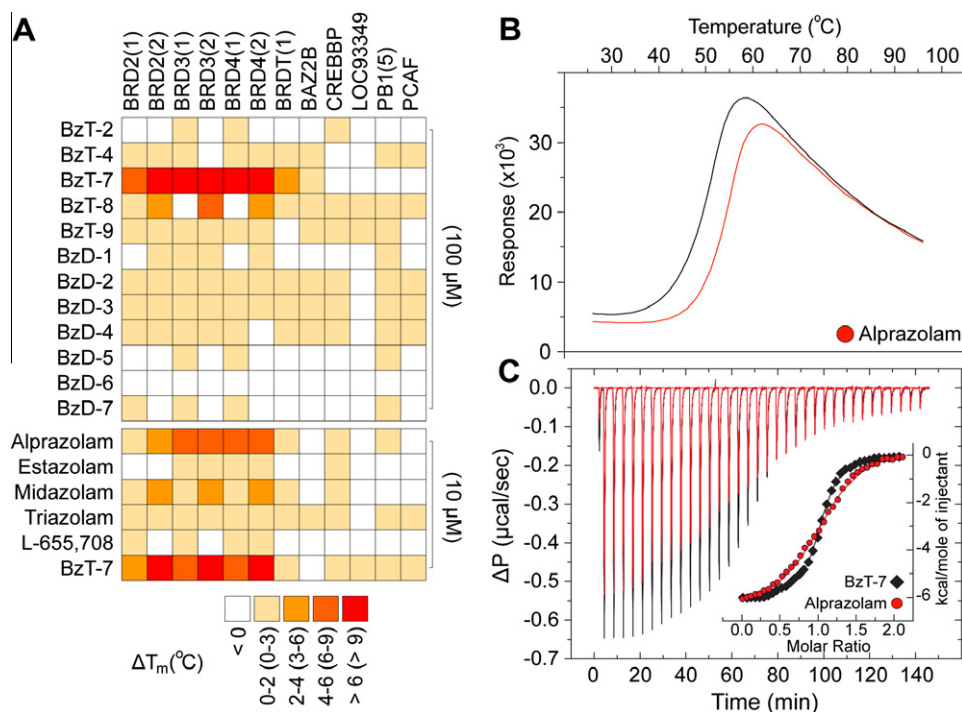 A
BRD2(1)
BRD2(2)
BRD3(1)
BRD3(2)
BRD4(1)
BRD4(2)
BRDT(1)
BAZ2B
CREBBP
LOC93349
PB1(5)
PCAF
BzT-2
BzT-4
BzT-7
BzT-8
BzT-9
BzD-1
BzD-2
BzD-3
BzD-4
BzD-5
BzD-6
BzD-7
(100 µM)
Alprazolam
Estazolam
Midazolam
Triazolam
L-655,708
BzT-7
(10 µM)
ΔTm(°C)
< 0
0-2 (0-3)
2-4 (3-6)
4-6 (6-9)
> 6 (> 9)
B
Temperature (°C)
30 40 50 60 70 80 90 100
Response (x10³)
30
20
10
0
Alprazolam
C
ΔP (µcal/sec)
0.0
-0.1
-0.2
-0.3
-0.4
-0.5
-0.6
-0.7
0 20 40 60 80 100 120 140
Time (min)
BzT-7
Alprazolam
0.0 0.5 1.0 1.5 2.0
Molar Ratio
0
-2
-4
-6
kcal/mole of injectant